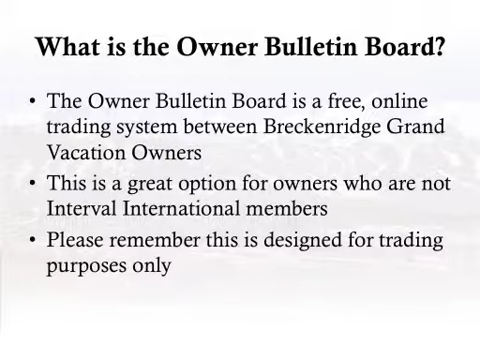 What is the Owner Bulletin Board?
• The Owner Bulletin Board is a free, online
trading system between Breckenridge Grand
Vacation Owners
• This is a great option for owners who are not
Interval International members
• Please remember this is designed for trading
purposes only